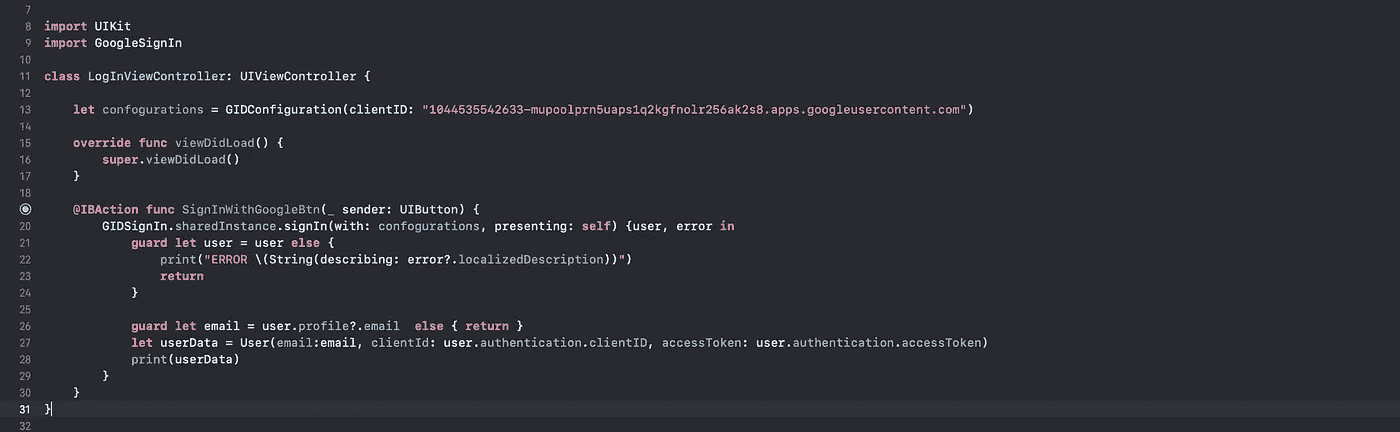 7
8 import UIKit
9 import GoogleSignIn
10
11 class LogInViewController: UIViewController {
12
13 let confogurations = GIDConfiguration(clientID: "1044535542633-mupoolprn5uaps1q2kgfnolr256ak2s8.apps.googleusercontent.com")
14
15 override func viewDidLoad() {
16 super.viewDidLoad()
17 }
18
@IBAction func SignInWithGoogleBtn(_ sender: UIButton) {
20 GIDSignIn.sharedInstance.signIn(with: confogurations, presenting: self) {user, error in
21 guard let user = user else {
22 print("ERROR \(String(describing: error?.localizedDescription))")
23 return
24 }
25
26 guard let email = user.profile?.email  else { return }
27 let userData = User(email:email, clientId: user.authentication.clientID, accessToken: user.authentication.accessToken)
28 print(userData)
29 }
30 }
31 }
32